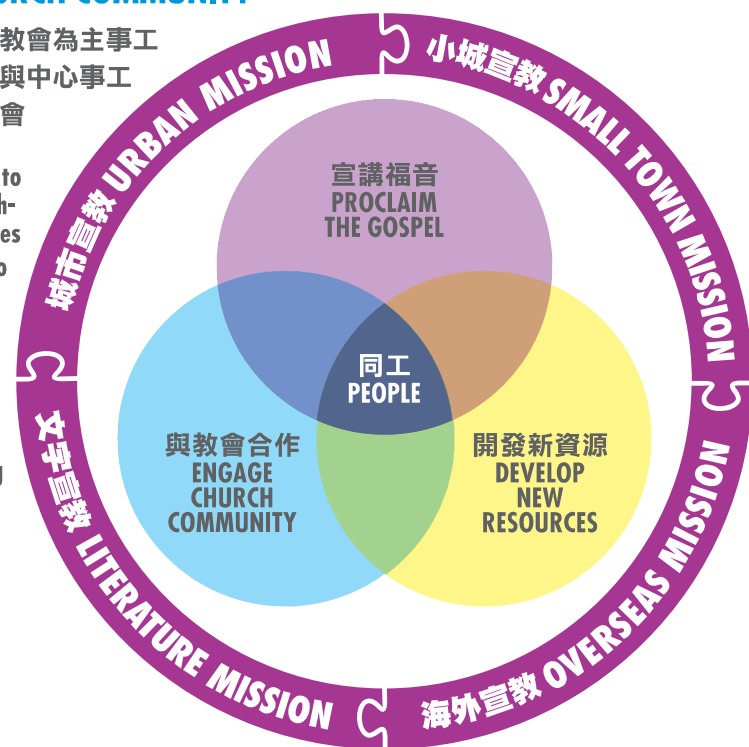 CHURCH COMMUNITY
教會為主事工
與中心事工
會
to
h-
es
o
城市宣教 URBAN MISSION
小城宣教 SMALL TOWN MISSION
宣講福音
PROCLAIM
THE GOSPEL
同工
PEOPLE
與教會合作
ENGAGE
CHURCH
COMMUNITY
開發新資源
DEVELOP
NEW
RESOURCES
文字宣教 LITERATURE MISSION
海外宣教 OVERSEAS MISSION